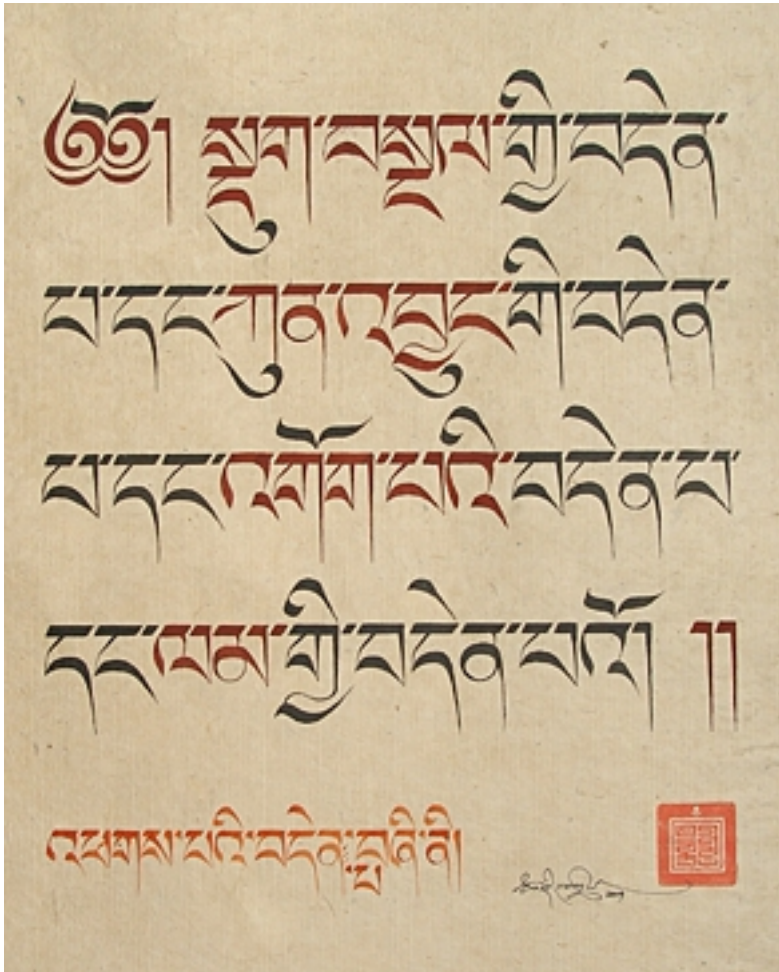 ༄༅། སྡུག་བསྔལ་གྱི་བདེན་
པ་དང་ཀུན་འབྱུང་གི་བདེན་
པ་དང་འགོག་པའི་བདེན་པ་
དང་ལམ་གྱི་བདེན་པའོ། །།
འཕགས་པའི་བདེན་པ་བཞི་ནི།